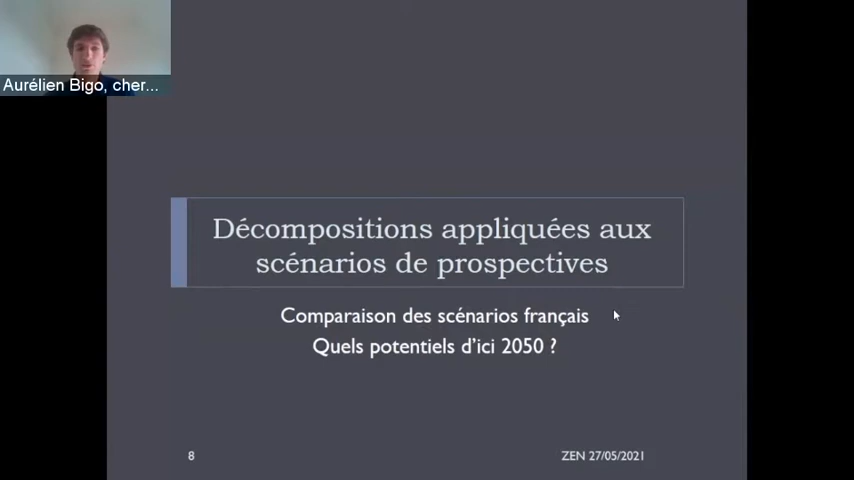 Aurélien Bigo, cher...
Décompositions appliquées aux
scénarios de prospectives
Comparaison des scénarios français
Quels potentiels d'ici 2050 ?
8
ZEN 27/05/2021